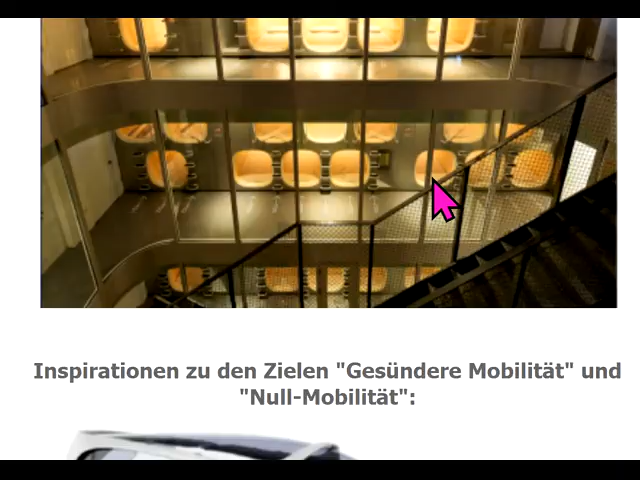 Inspirationen zu den Zielen "Gesündere Mobilität" und
"Null-Mobilität":